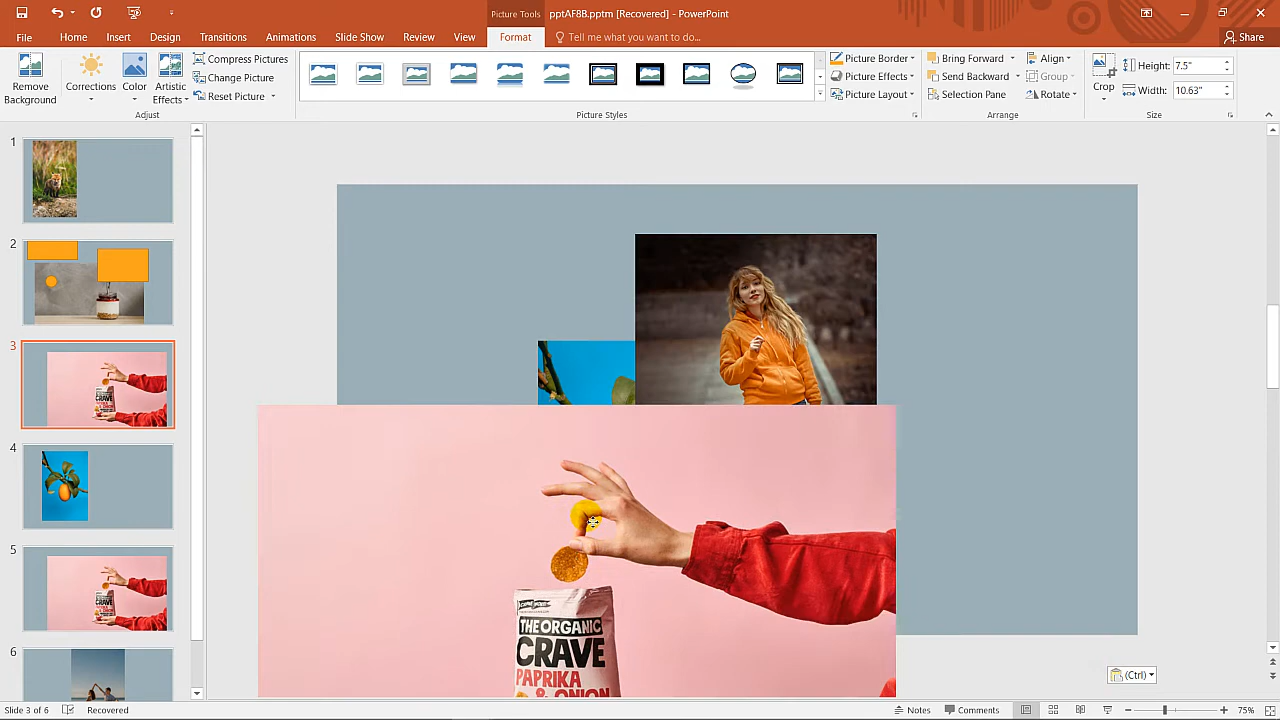 Picture Tools pptAF8B.pptm [Recovered] - PowerPoint
File Home Insert Design Transitions Animations Slide Show Review View Format Tell me what you want to do... Share
Remove Background
Corrections
Color
Artistic Effects
Compress Pictures
Change Picture
Reset Picture
Adjust
Picture Styles
Picture Border
Picture Effects
Picture Layout
Bring Forward
Send Backward
Selection Pane
Align
Group
Rotate
Arrange
Crop
Height: 7.5"
Width: 10.63"
Size
1
2
3
4
5
6
THE ORGANIC
CRAVE
PAPRIKA
& ONION
(Ctrl)
Slide 3 of 6 Recovered Notes Comments 75%